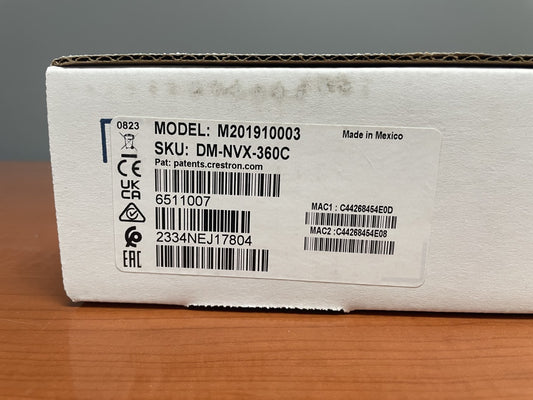 0823
MODEL: M201910003
Made in Mexico
SKU: DM-NVX-360C
Pat: patents.crestron.com
CE
UK
CA
6511007
MAC1 : C44268454E0D
MAC2 : C44268454E08
2334NEJ17804
EAC